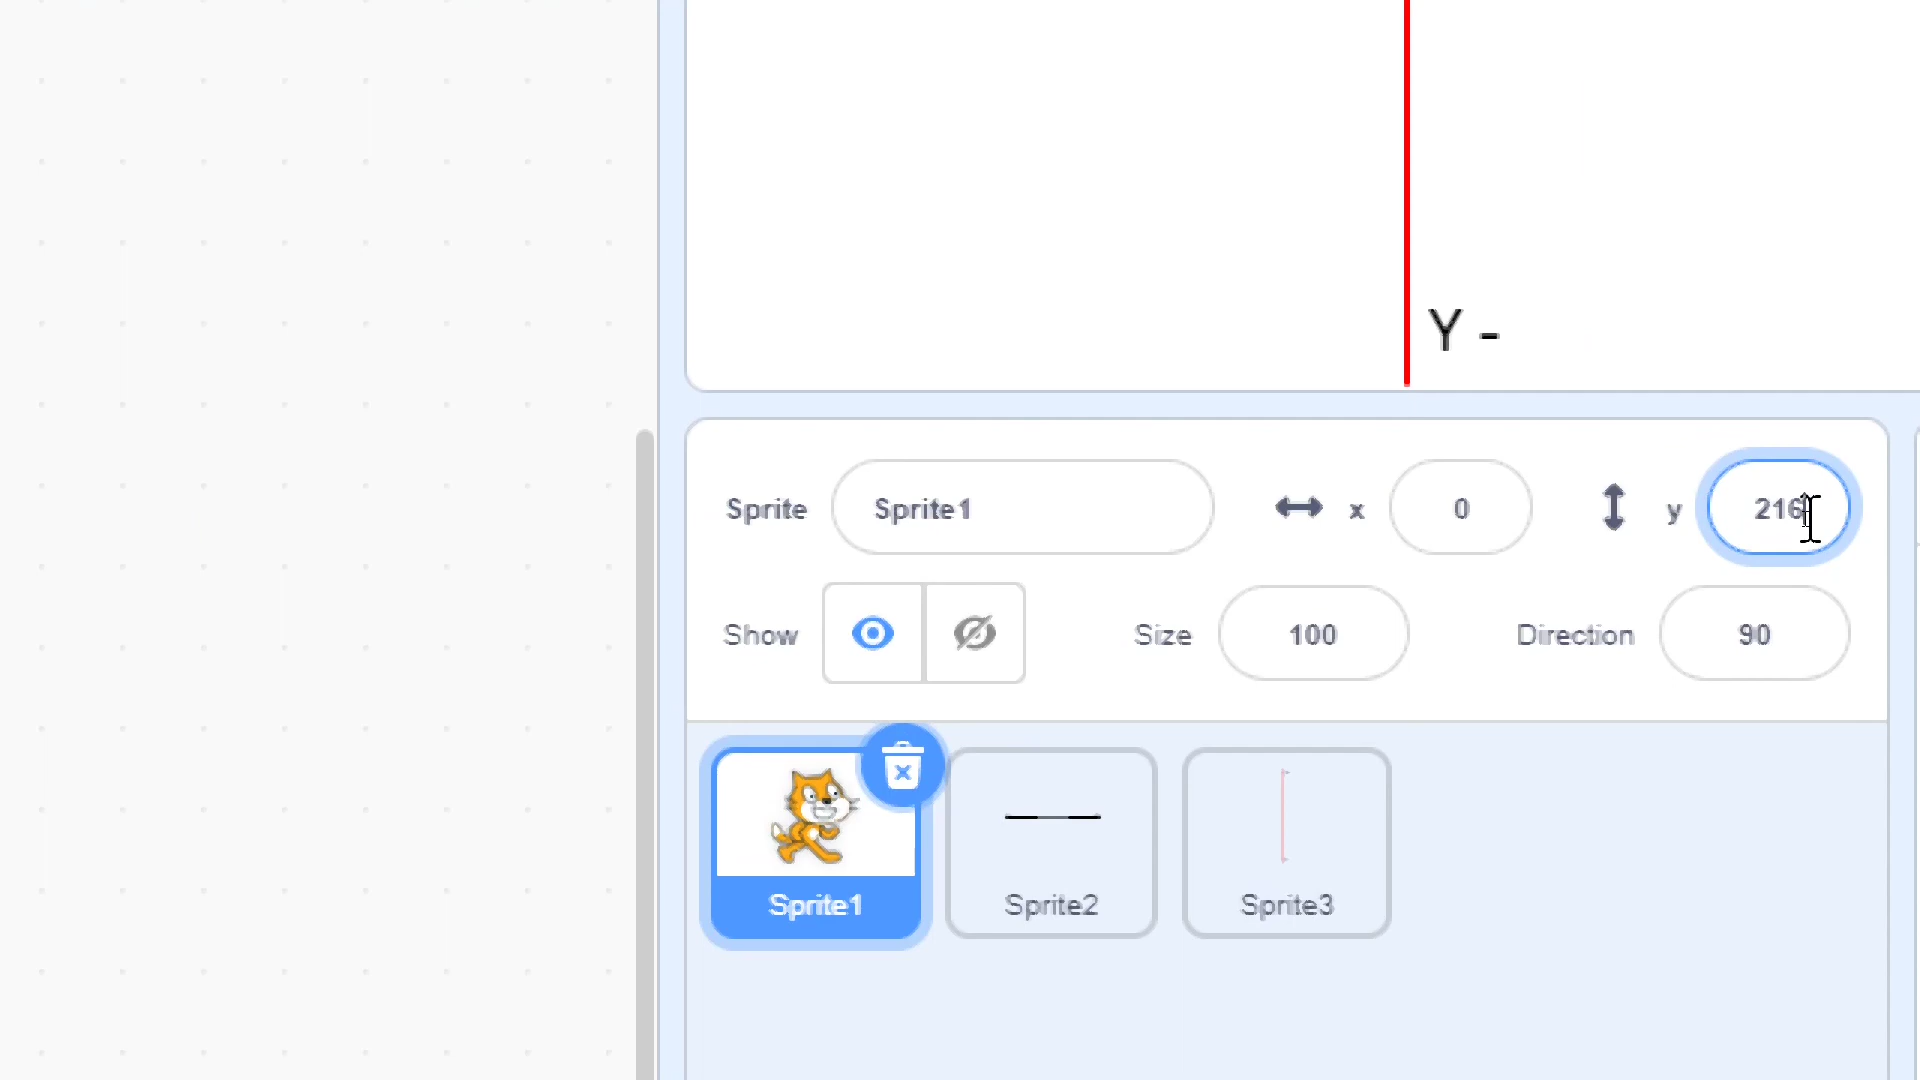 Y -
Sprite Sprite1 x 0 y 216
Show Size 100 Direction 90
Sprite1 Sprite2 Sprite3